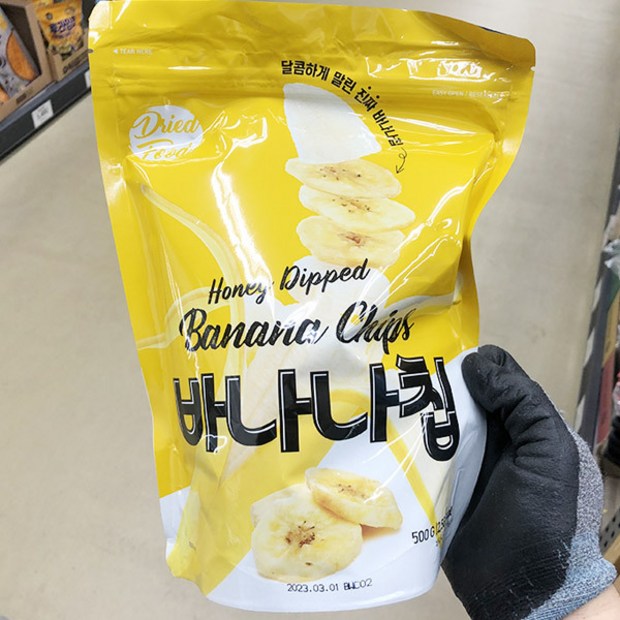 달콤하게 말린 진짜 바나나칩
Dried
Food
Honey Dipped
Banana Chips
바나나칩
500 G
2023.03.01